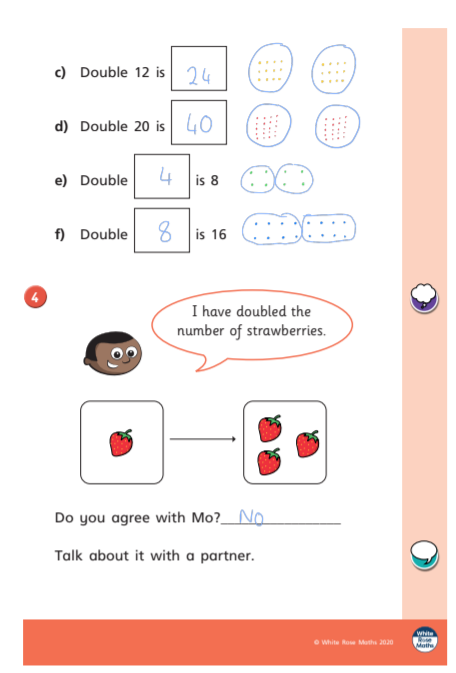 c) Double 12 is 24
d) Double 20 is 40
e) Double 4 is 8
f) Double 8 is 16
4
I have doubled the
number of strawberries.
Do you agree with Mo? No
Talk about it with a partner.
© White Rose Maths 2020
White
Rose
Maths